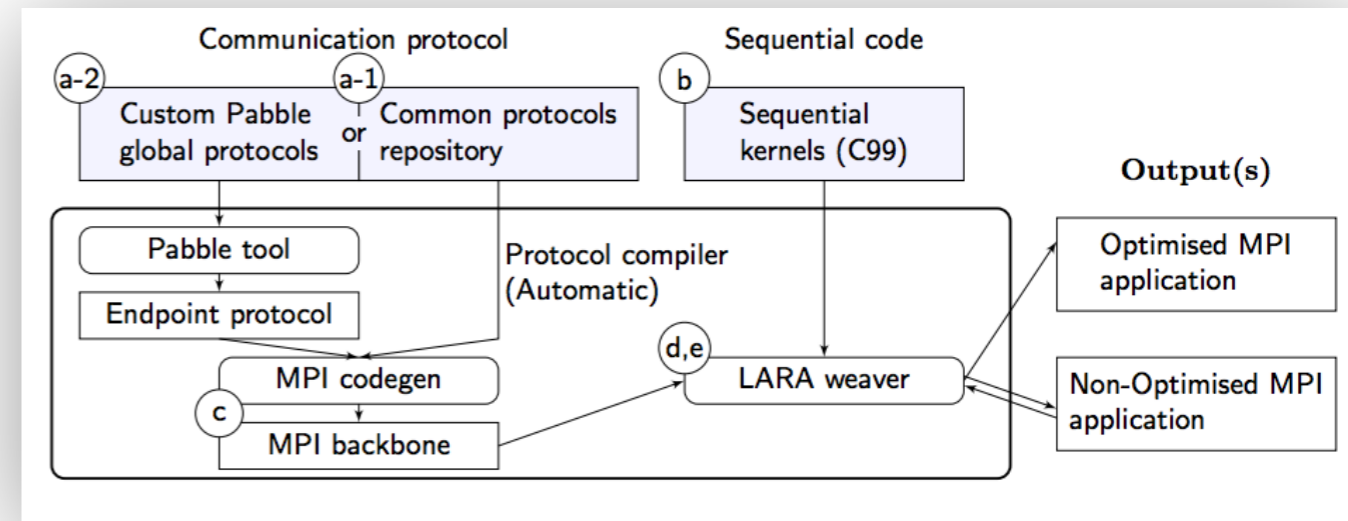 Communication protocol
Sequential code
a-2
a-1
b
Custom Pabble
global protocols
or
Common protocols
repository
Sequential
kernels (C99)
Output(s)
Pabble tool
Protocol compiler
(Automatic)
Optimised MPI
application
Endpoint protocol
d,e
MPI codegen
LARA weaver
Non-Optimised MPI
application
c
MPI backbone